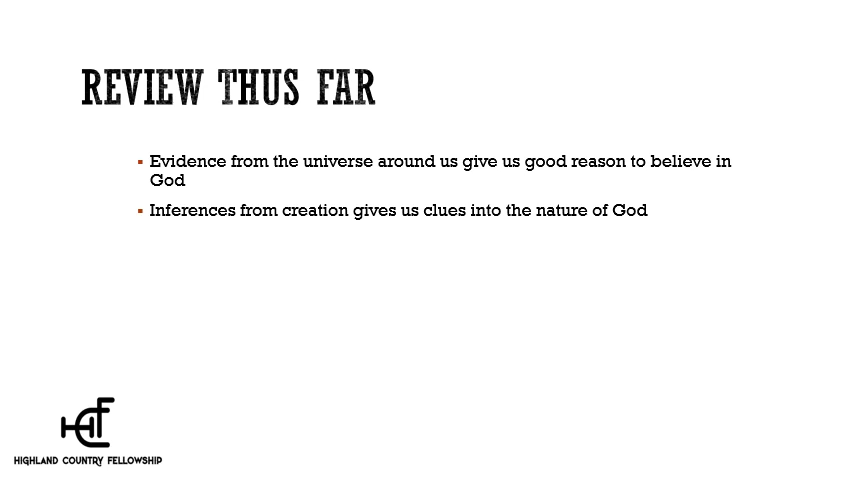 REVIEW THUS FAR
▪ Evidence from the universe around us give us good reason to believe in
God
▪ Inferences from creation gives us clues into the nature of God
HCF
HIGHLAND COUNTRY FELLOWSHIP